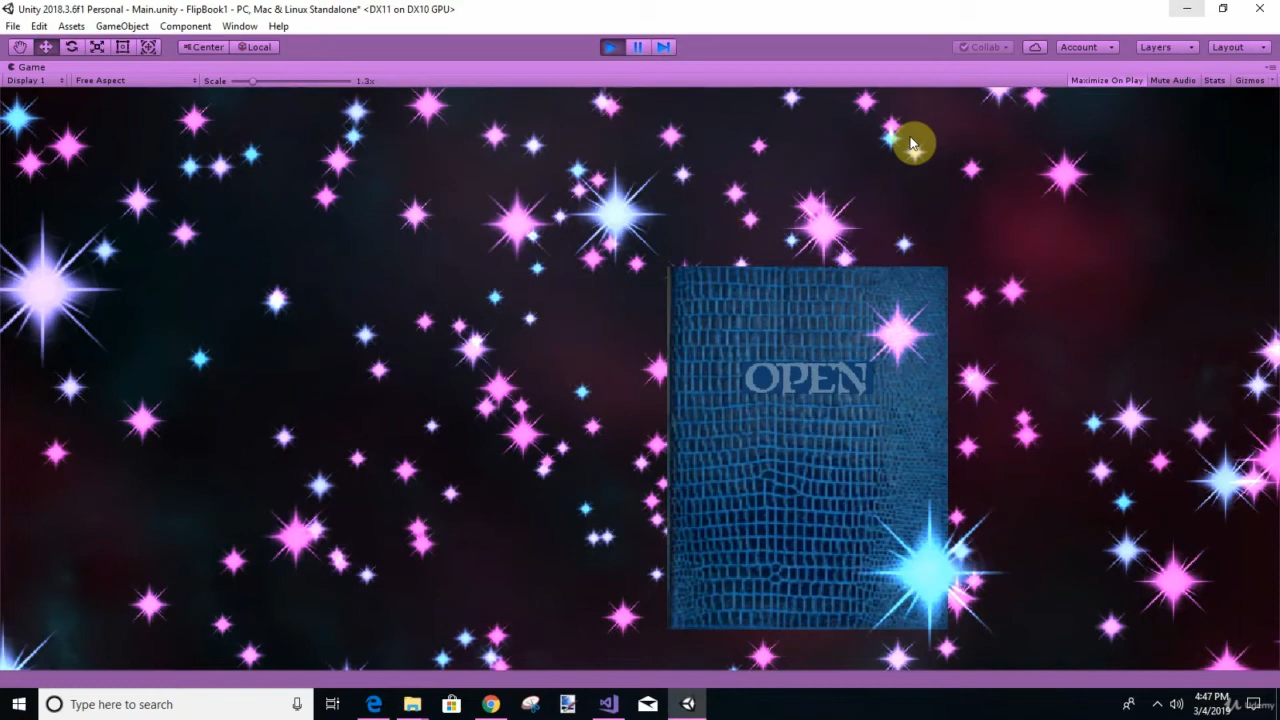 Unity 2018.3.6f1 Personal - Main.unity - FlipBook1 - PC, Mac & Linux Standalone* <DX11 on DX10 GPU>
File Edit Assets GameObject Component Window Help
Center Local Collab Account Layers Layout
Game
Display 1 Free Aspect Scale 1.3x Maximize On Play Mute Audio Stats Gizmos
OPEN
Type here to search
4:47 PM
3/4/2019
Udemy